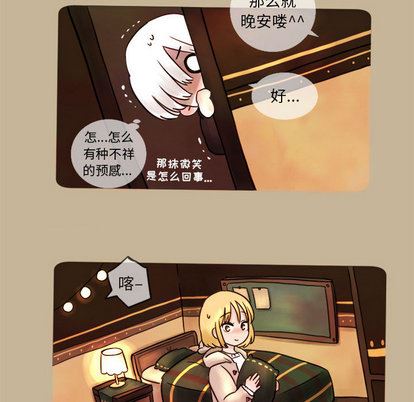 那么就
晚安喽^^
好...
怎...怎么
有种不祥
的预感...
那抹微笑
是怎么回事...
喀-